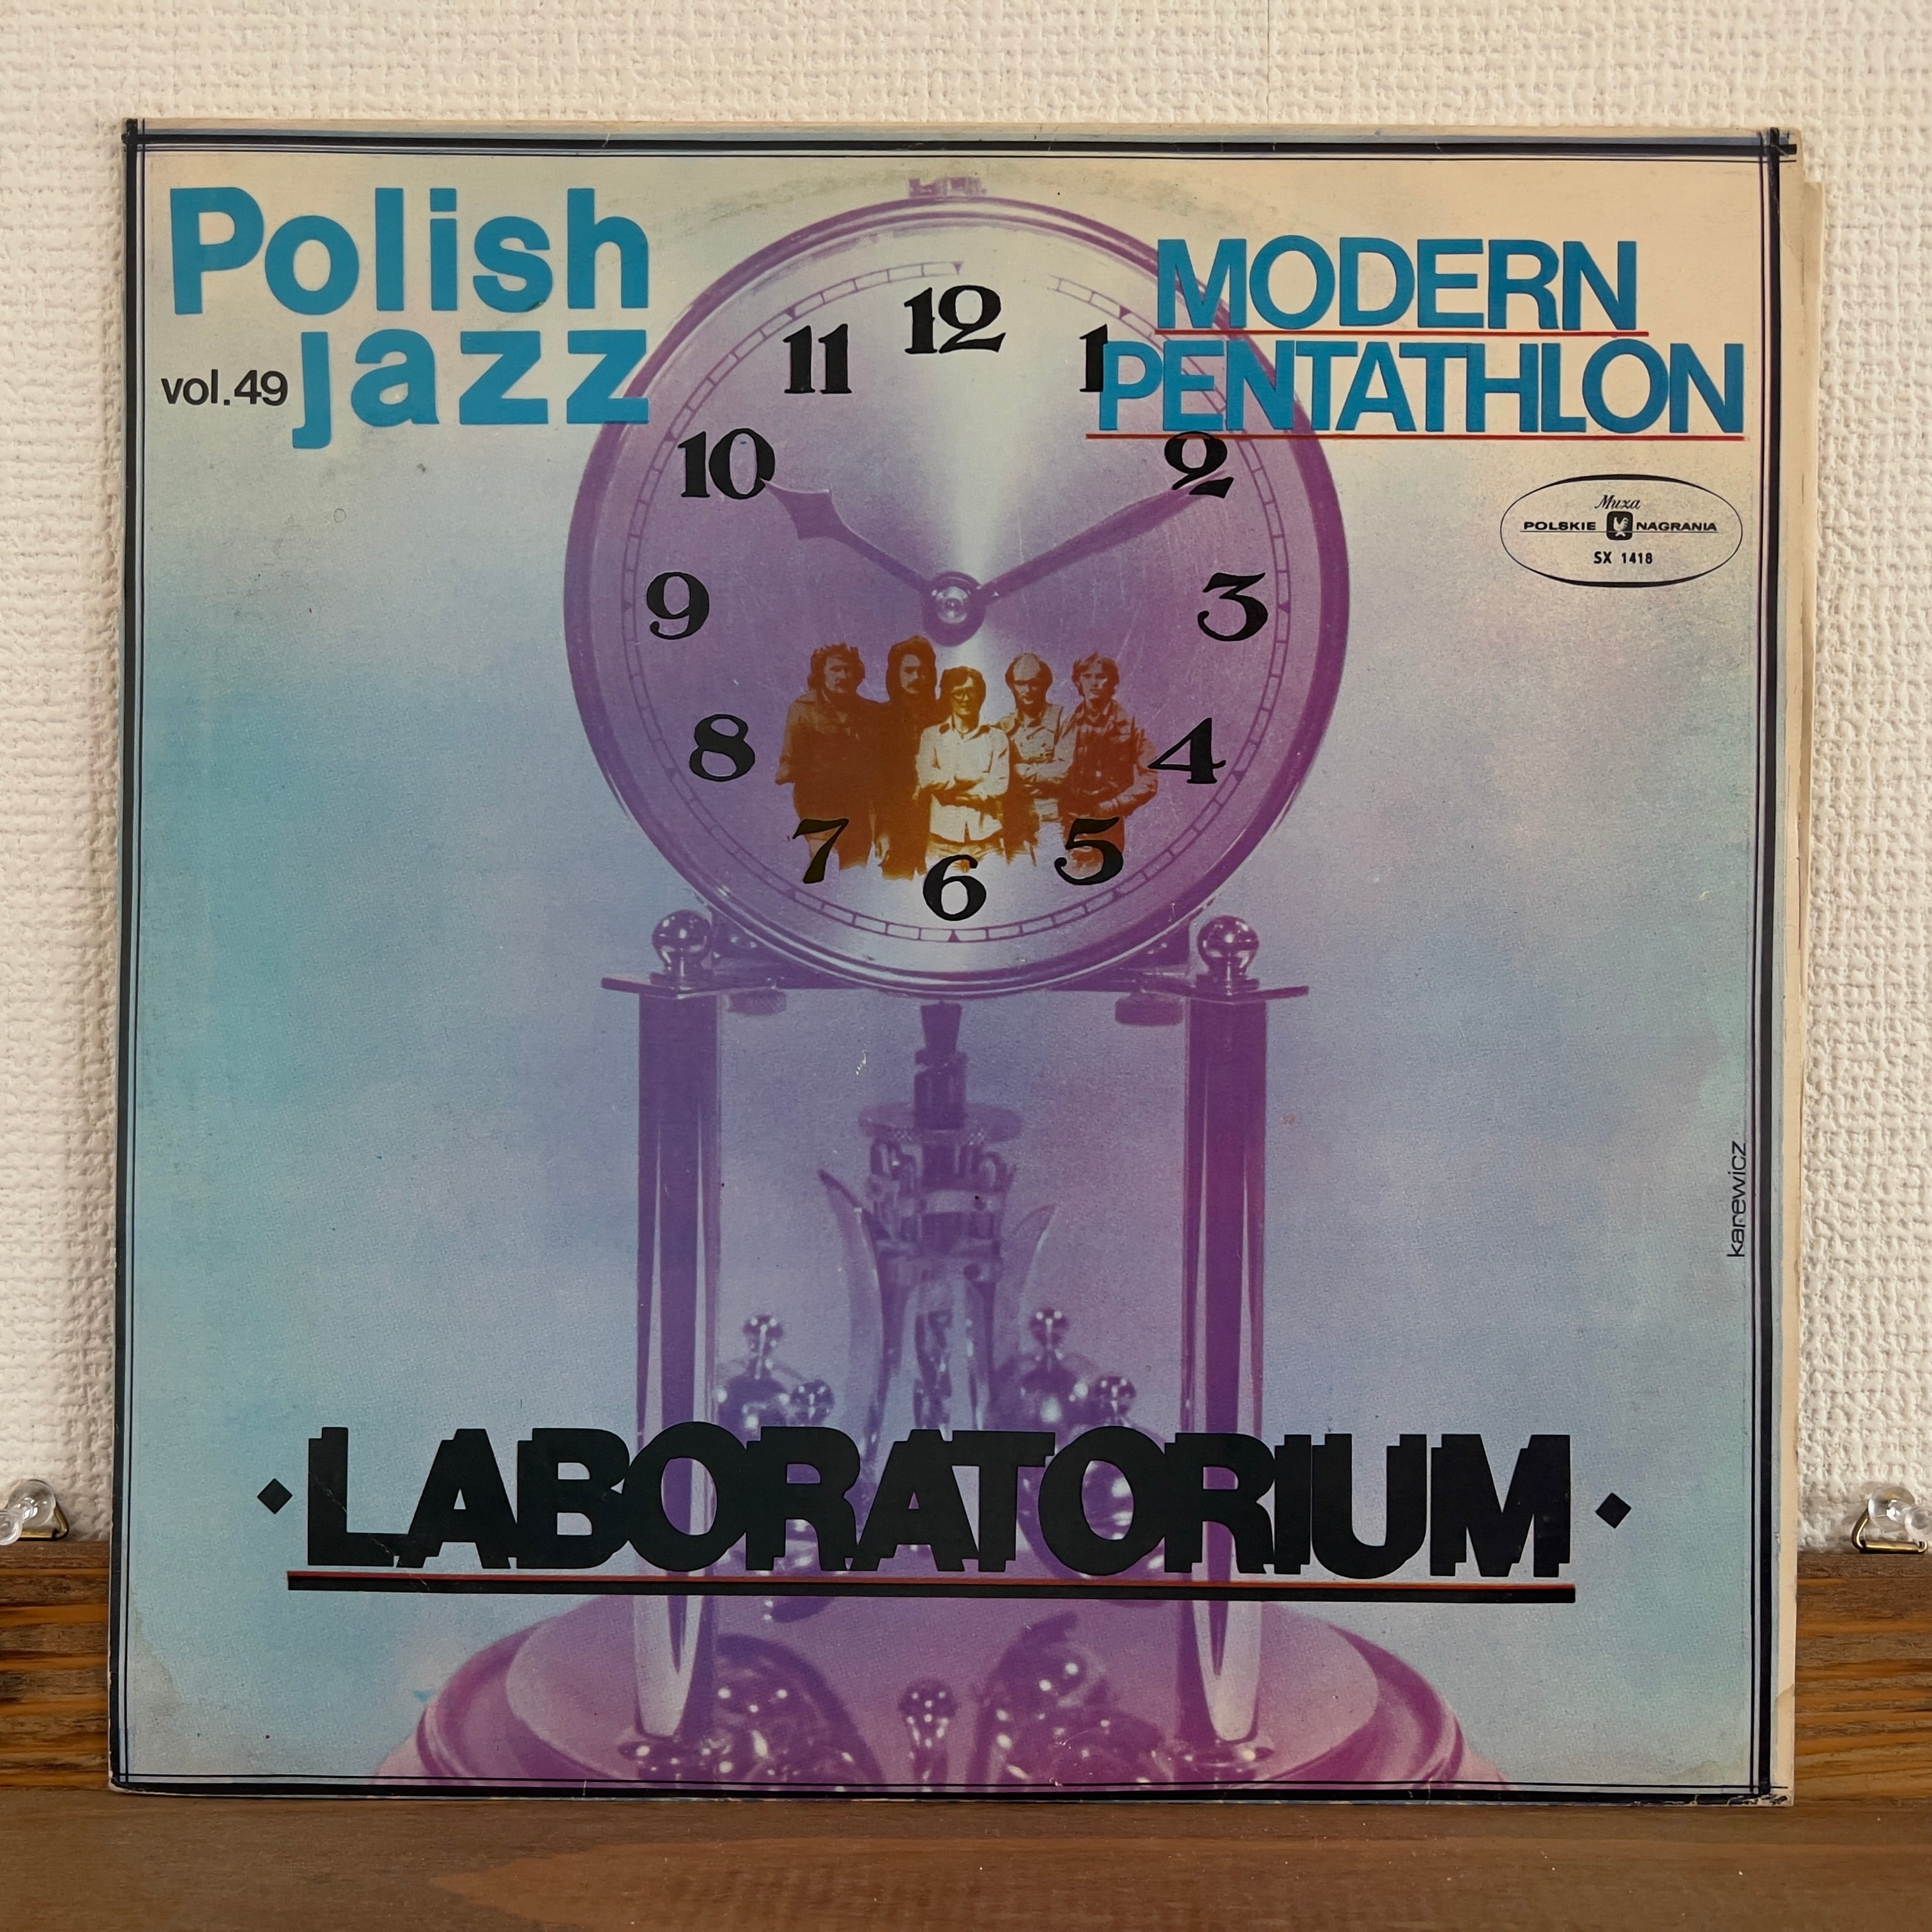 Polish
jazz
vol.49
MODERN
PENTATHLON
Muza
POLSKIE NAGRANIA
SX 1418
12
11
1
10
2
9
3
8
4
7
5
6
karewicz
LABORATORIUM